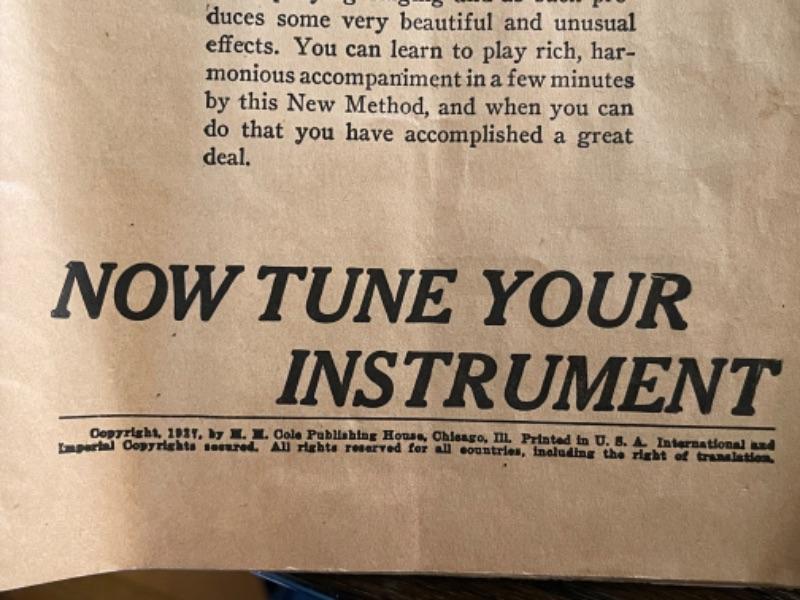 duces some very beautiful and unusual
effects. You can learn to play rich, har-
monious accompaniment in a few minutes
by this New Method, and when you can
do that you have accomplished a great
deal.
NOW TUNE YOUR
INSTRUMENT
Copyright, 1927, by M. M. Cole Publishing House, Chicago, Ill. Printed in U. S. A. International and
Imperial Copyrights secured. All rights reserved for all countries, including the right of translation.